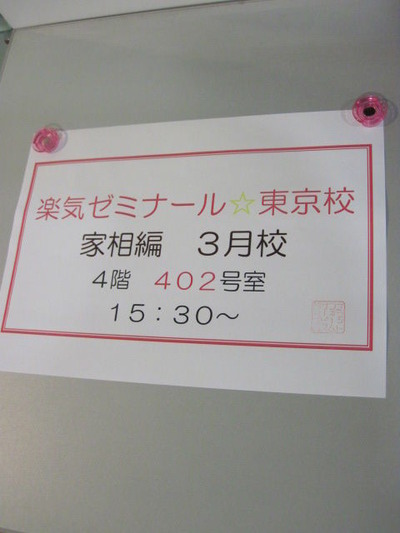 楽気ゼミナール☆東京校
家相編　３月校
４階　４０２号室
１５：３０～